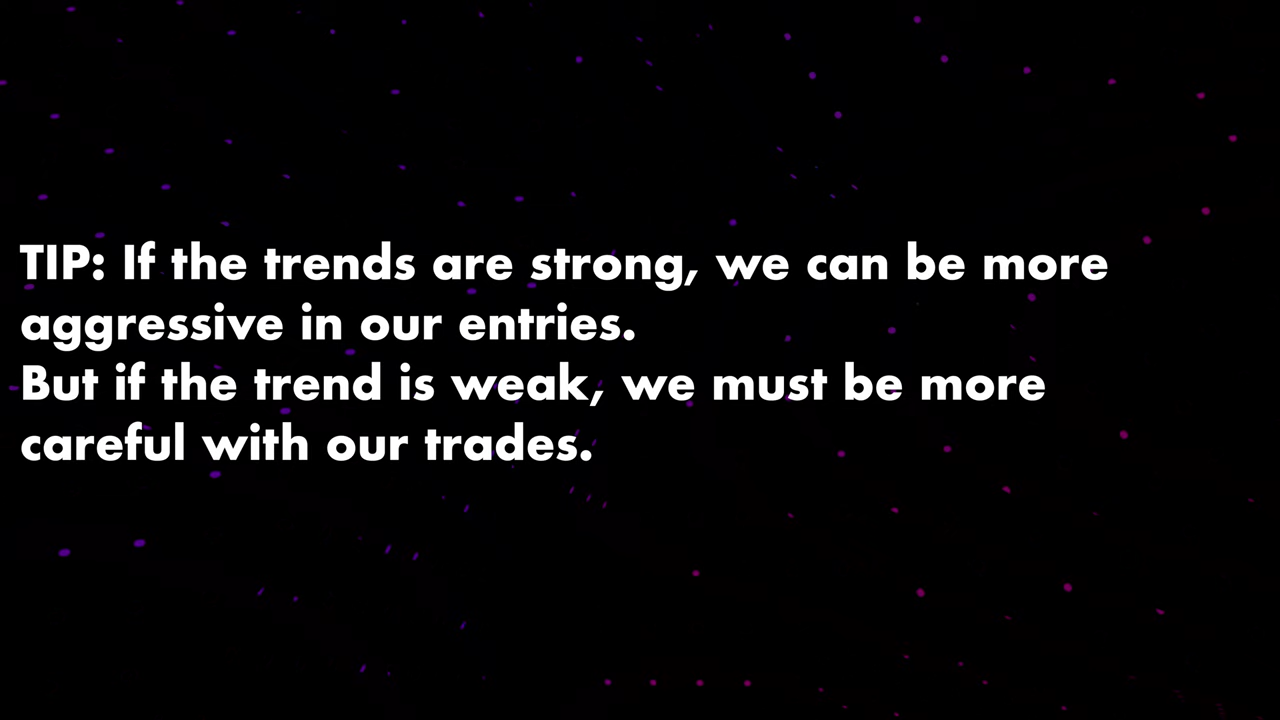 TIP: If the trends are strong, we can be more
aggressive in our entries.
But if the trend is weak, we must be more
careful with our trades.